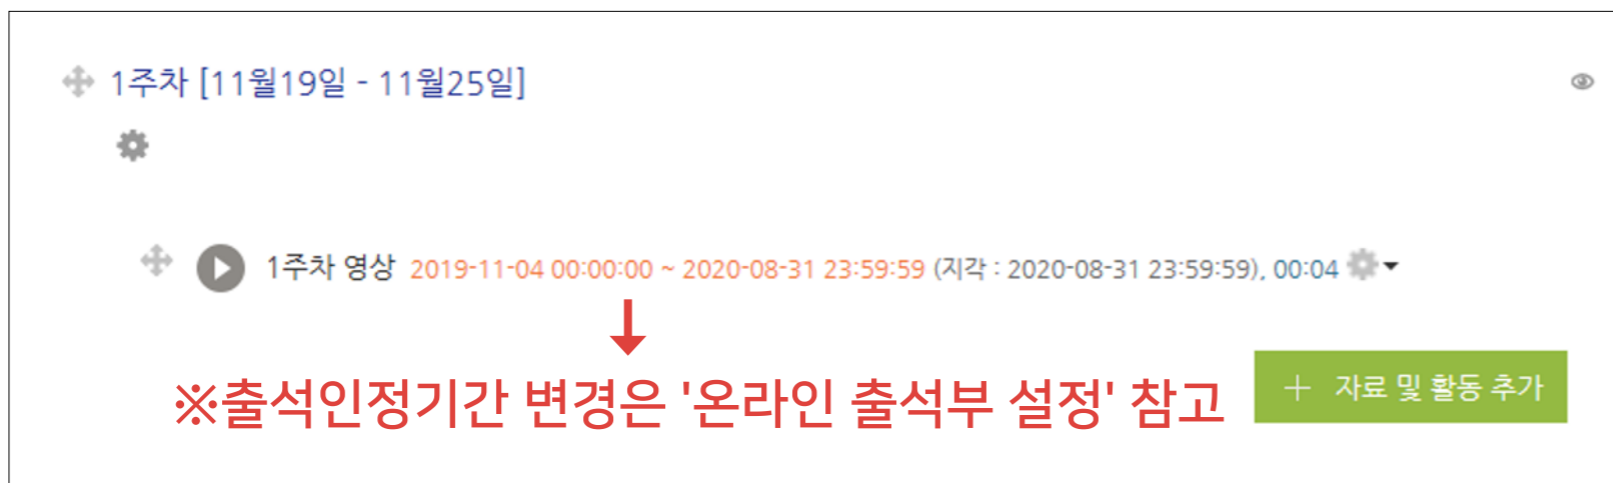 1주차 [11월19일 - 11월25일]
1주차 영상 2019-11-04 00:00:00 ~ 2020-08-31 23:59:59 (지각 : 2020-08-31 23:59:59), 00:04
※출석인정기간 변경은 '온라인 출석부 설정' 참고
+ 자료 및 활동 추가